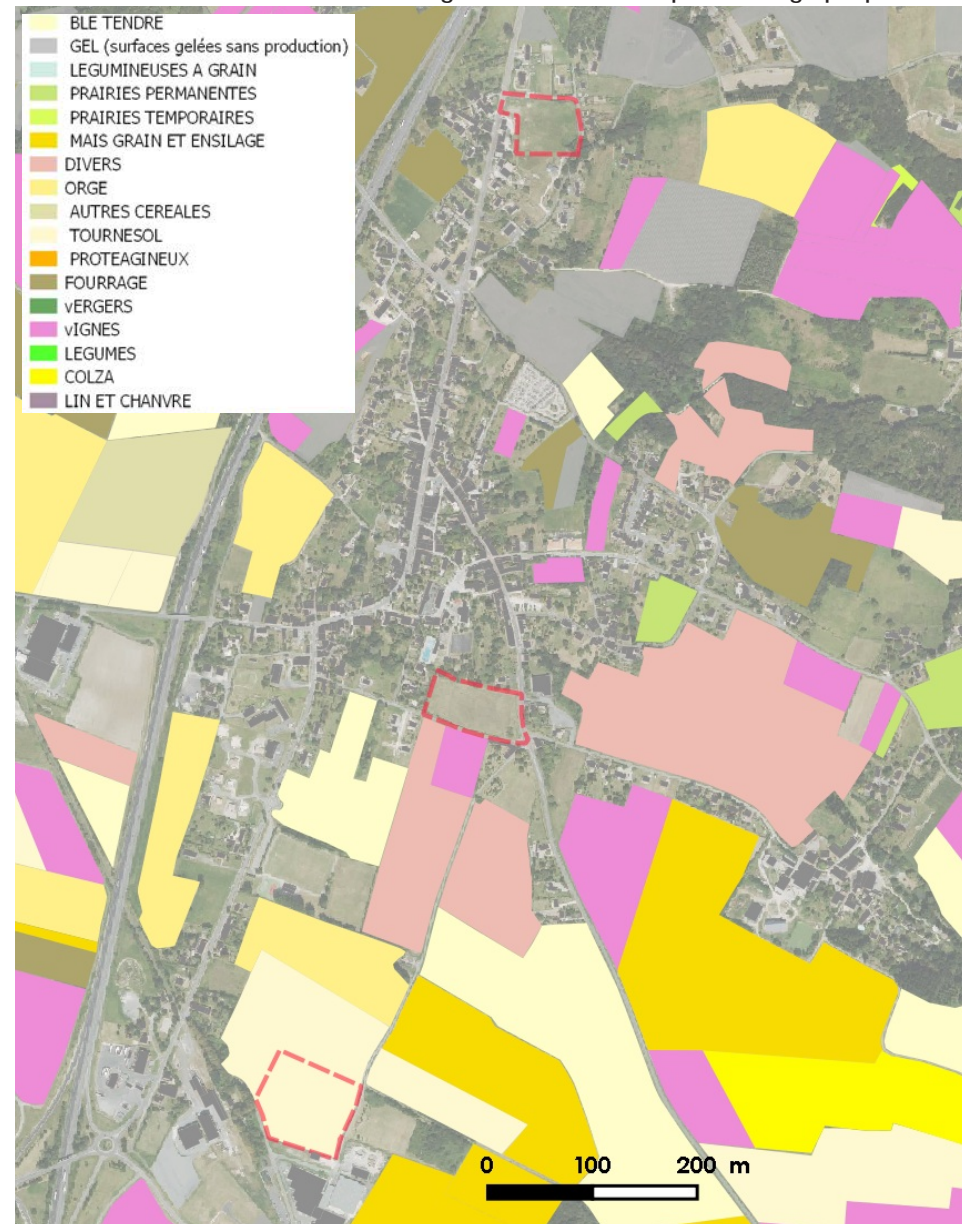 BLE TENDRE
GEL (surfaces gelées sans production)
LEGUMINEUSES A GRAIN
PRAIRIES PERMANENTES
PRAIRIES TEMPORAIRES
MAIS GRAIN ET ENSILAGE
DIVERS
ORGE
AUTRES CEREALES
TOURNESOL
PROTEAGINEUX
FOURRAGE
vERGERS
vIGNES
LEGUMES
COLZA
LIN ET CHANVRE
0 100 200 m